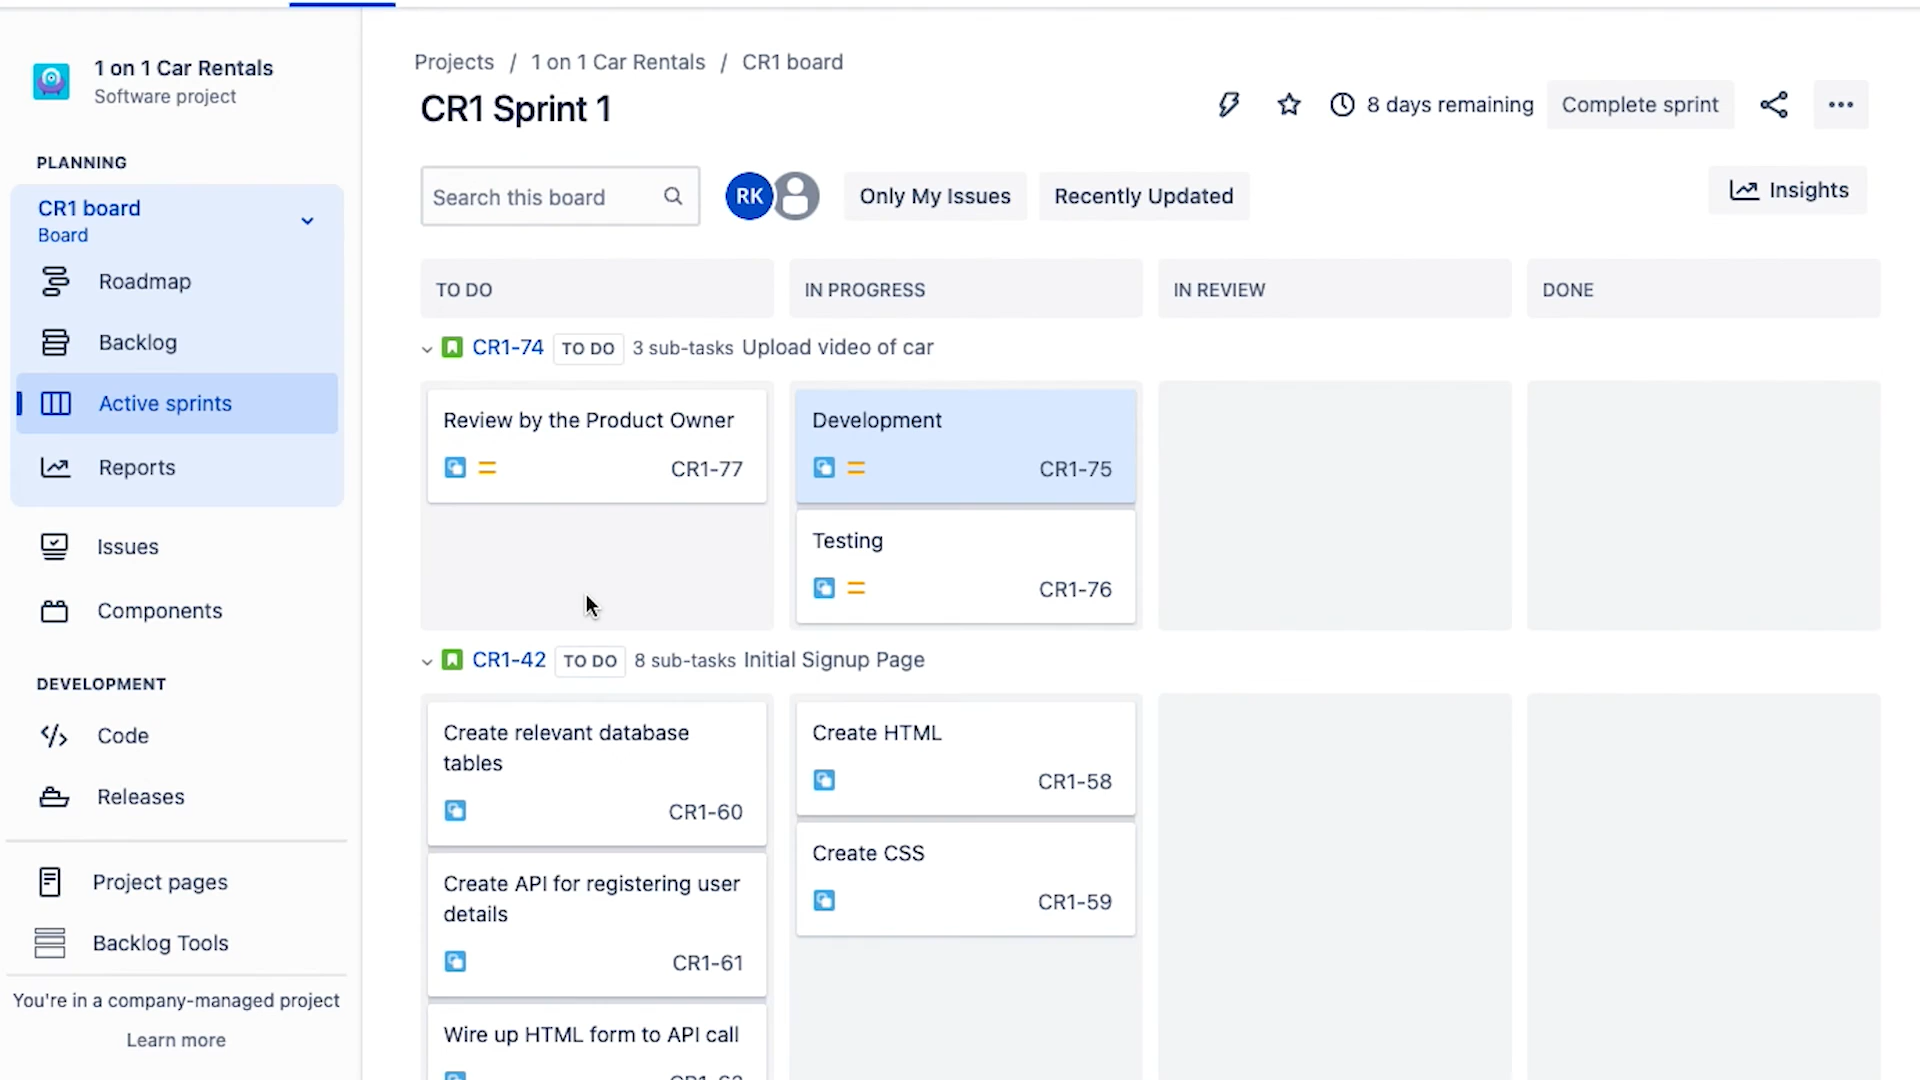 1 on 1 Car Rentals
Software project
PLANNING
CR1 board
Board
Roadmap
Backlog
Active sprints
Reports
Issues
Components
DEVELOPMENT
Code
Releases
Project pages
Backlog Tools
You're in a company-managed project
Learn more
Projects / 1 on 1 Car Rentals / CR1 board
CR1 Sprint 1
8 days remaining
Complete sprint
Search this board
RK
Only My Issues
Recently Updated
Insights
TO DO
IN PROGRESS
IN REVIEW
DONE
CR1-74 TO DO 3 sub-tasks Upload video of car
Review by the Product Owner
CR1-77
Development
CR1-75
Testing
CR1-76
CR1-42 TO DO 8 sub-tasks Initial Signup Page
Create relevant database
tables
CR1-60
Create API for registering user
details
CR1-61
Wire up HTML form to API call
Create HTML
CR1-58
Create CSS
CR1-59